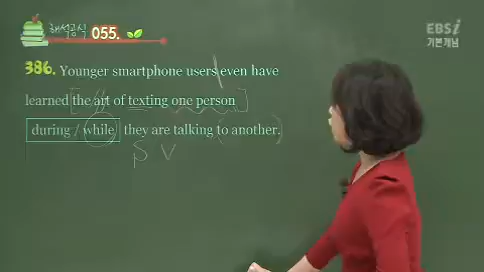 해석공식 055.
EBSi
기본개념
386. Younger smartphone users even have
learned the art of texting one person
during / while they are talking to another.
S V